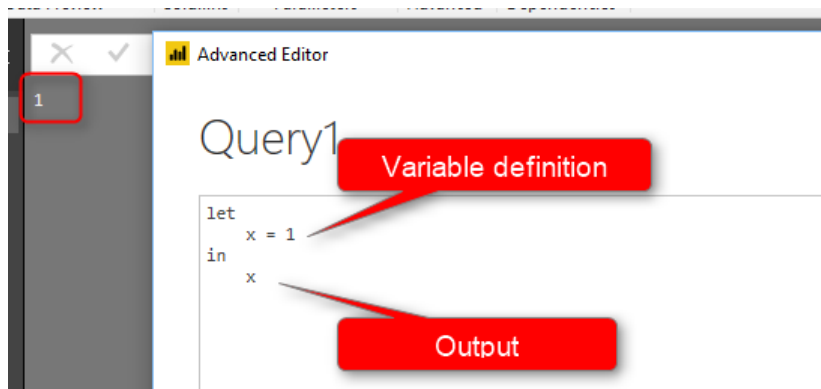 Advanced Editor
1
Query1
Variable definition
let
x = 1
in
x
Output